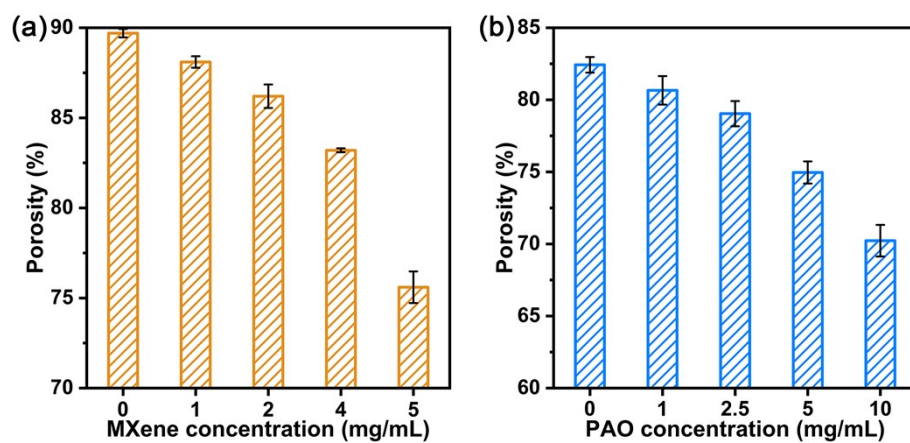 (a)
90
85
80
75
70
Porosity (%)
0 1 2 4 5
MXene concentration (mg/mL)
(b)
85
80
75
70
65
60
Porosity (%)
0 1 2.5 5 10
PAO concentration (mg/mL)